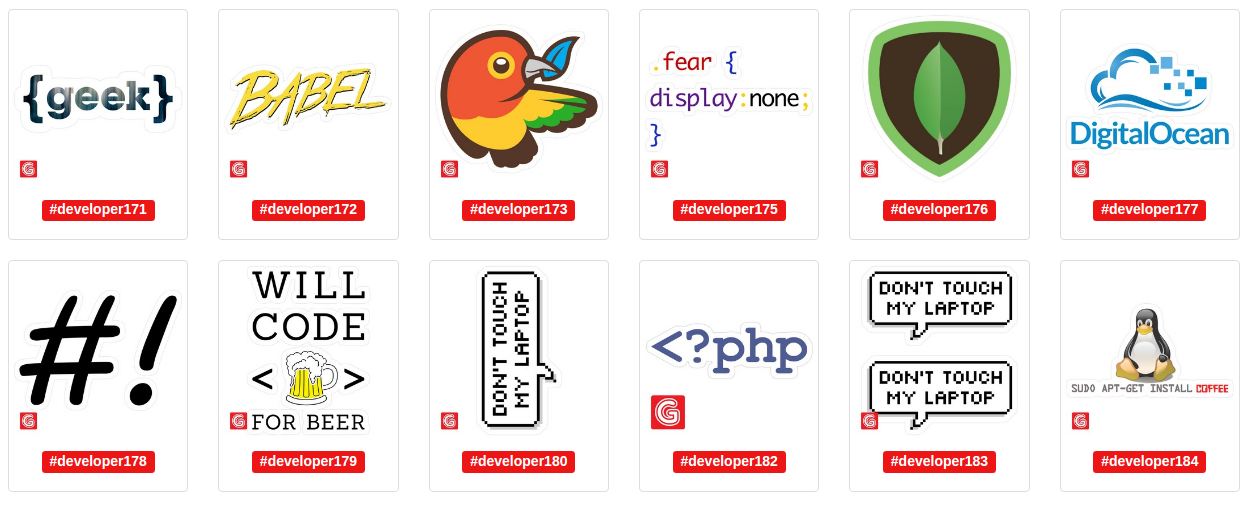 {geek}
#developer171
BABEL
#developer172
#developer173
.fear {
display:none;
}
#developer175
#developer176
DigitalOcean
#developer177
#!
#developer178
WILL
CODE
< >
FOR BEER
#developer179
DON'T TOUCH
MY LAPTOP
#developer180
<?php
#developer182
DON'T TOUCH
MY LAPTOP
DON'T TOUCH
MY LAPTOP
#developer183
SUDO APT-GET INSTALL COFFEE
#developer184